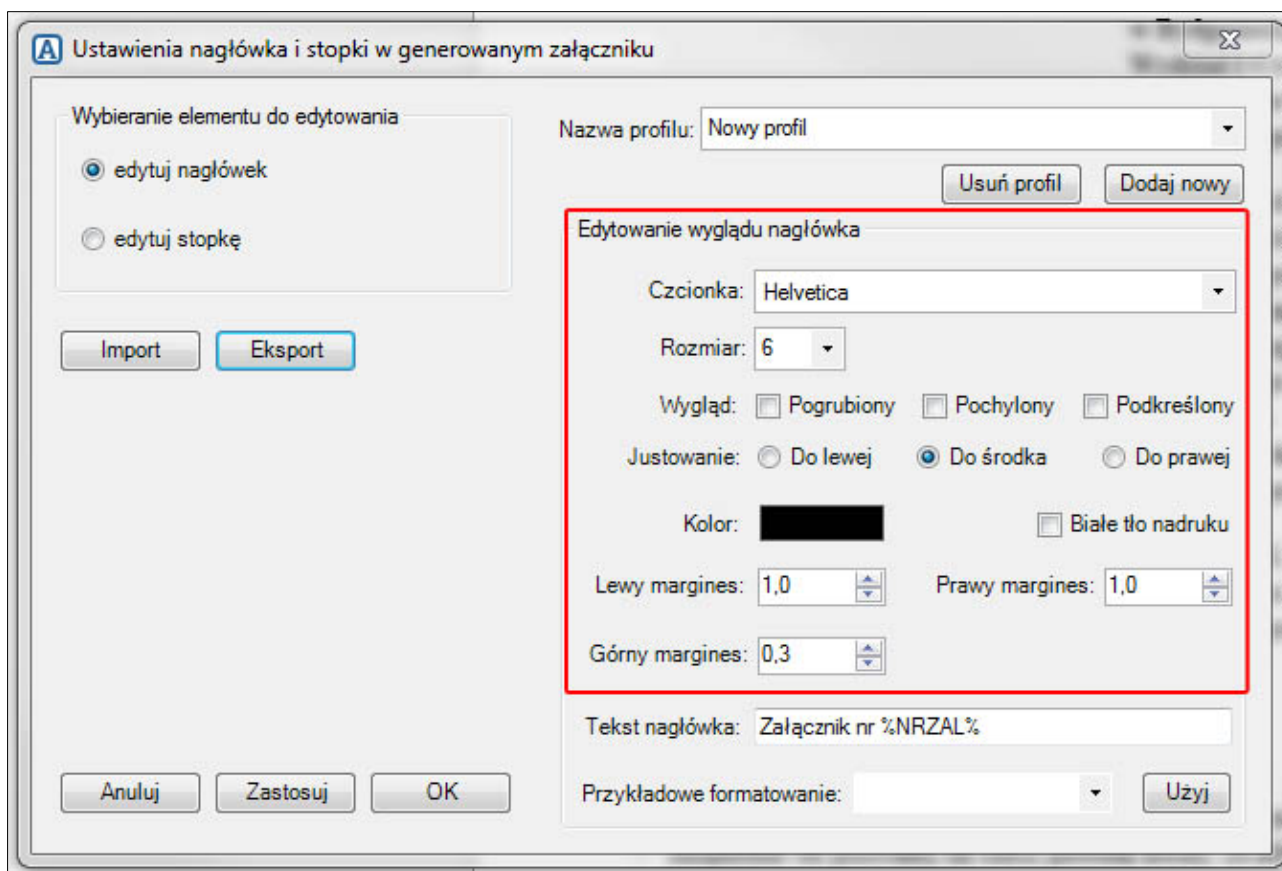 A Ustawienia nagłówka i stopki w generowanym załączniku
Wybieranie elementu do edytowania
edytuj nagłówek
edytuj stopkę
Import Eksport
Anuluj Zastosuj OK
Nazwa profilu: Nowy profil
Usuń profil Dodaj nowy
Edytowanie wyglądu nagłówka
Czcionka: Helvetica
Rozmiar: 6
Wygląd: Pogrubiony Pochylony Podkreślony
Justowanie: Do lewej Do środka Do prawej
Kolor: Białe tło nadruku
Lewy margines: 1,0 Prawy margines: 1,0
Górny margines: 0,3
Tekst nagłówka: Załącznik nr %NRZAL%
Przykładowe formatowanie: Użyj